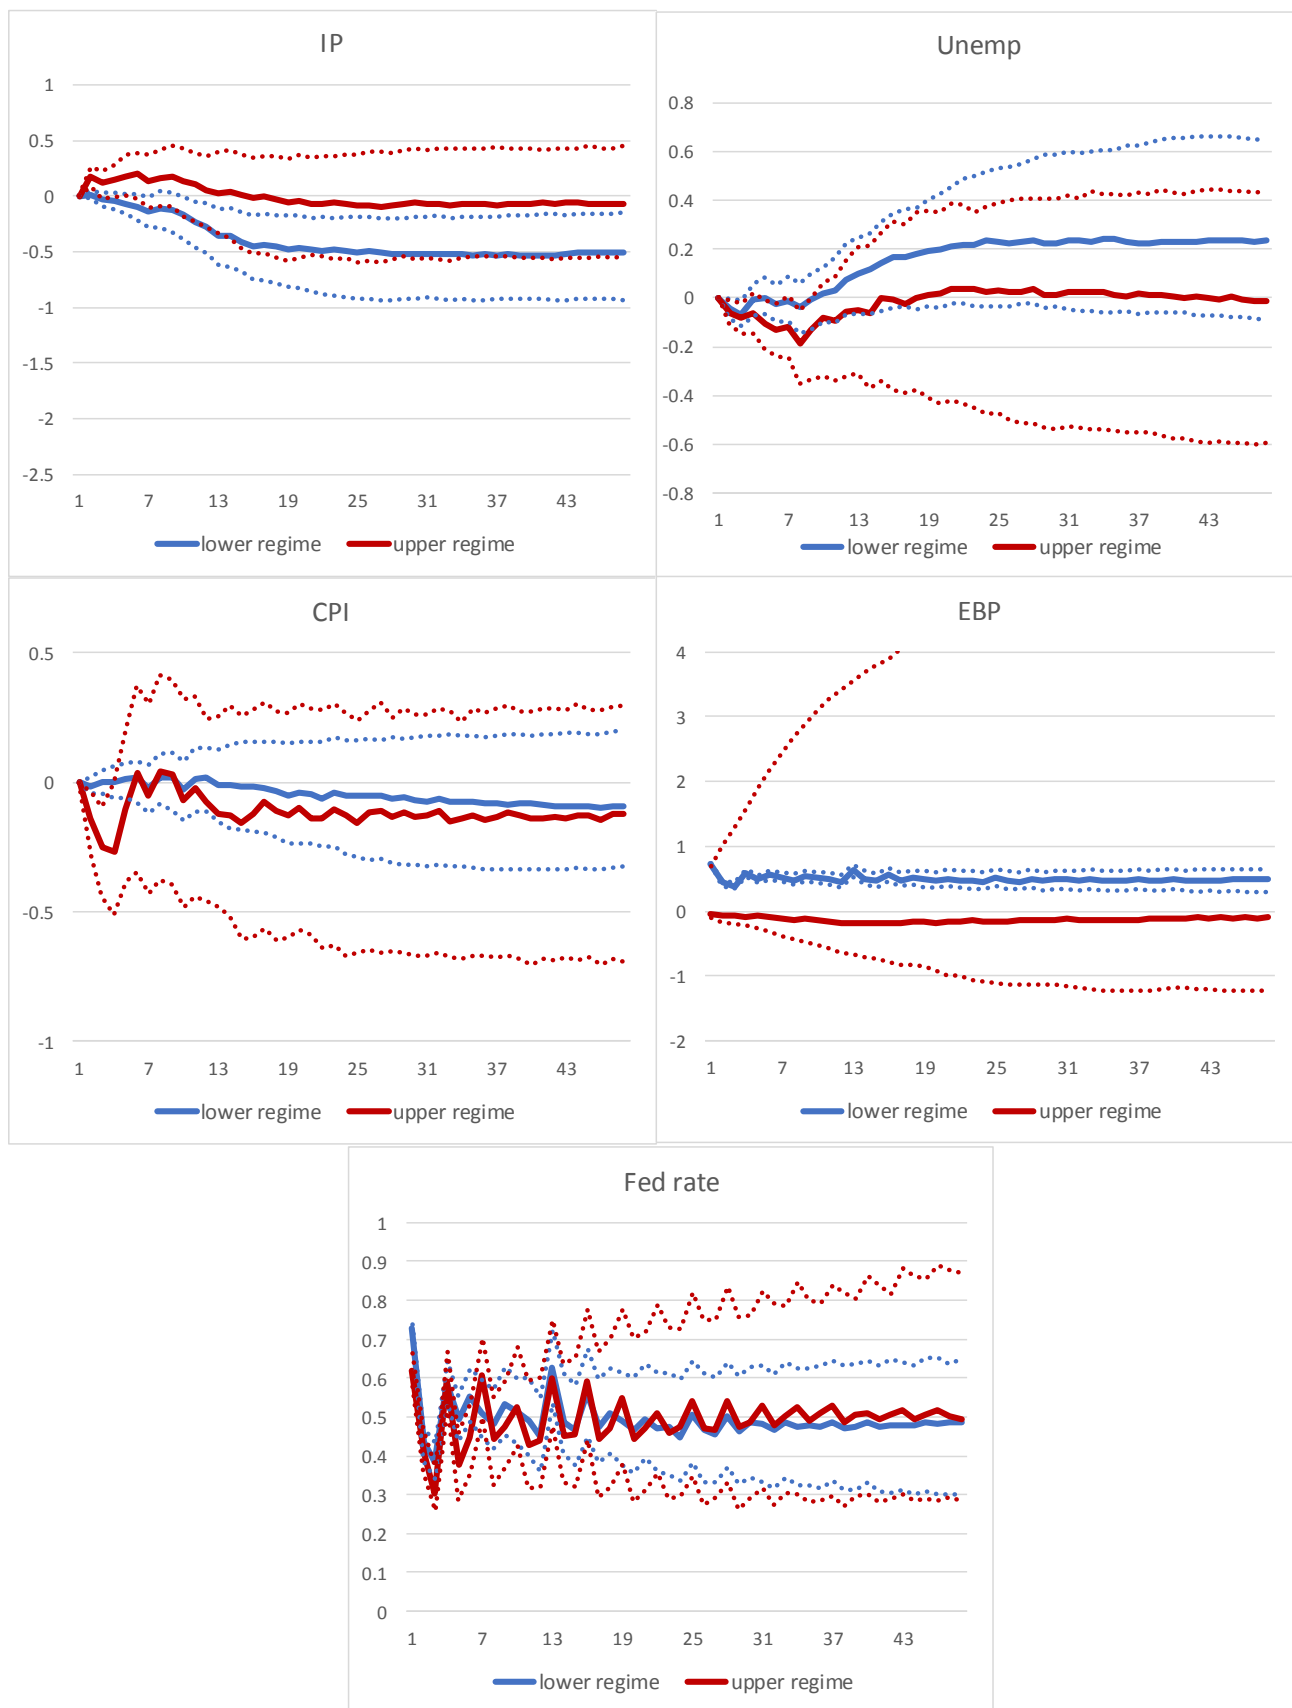 IP
1
0.5
0
-0.5
-1
-1.5
-2
-2.5
1 7 13 19 25 31 37 43
lower regime upper regime
Unemp
0.8
0.6
0.4
0.2
0
-0.2
-0.4
-0.6
-0.8
1 7 13 19 25 31 37 43
lower regime upper regime
CPI
0.5
0
-0.5
-1
1 7 13 19 25 31 37 43
lower regime upper regime
EBP
4
3
2
1
0
-1
-2
1 7 13 19 25 31 37 43
lower regime upper regime
Fed rate
1
0.9
0.8
0.7
0.6
0.5
0.4
0.3
0.2
0.1
0
1 7 13 19 25 31 37 43
lower regime upper regime